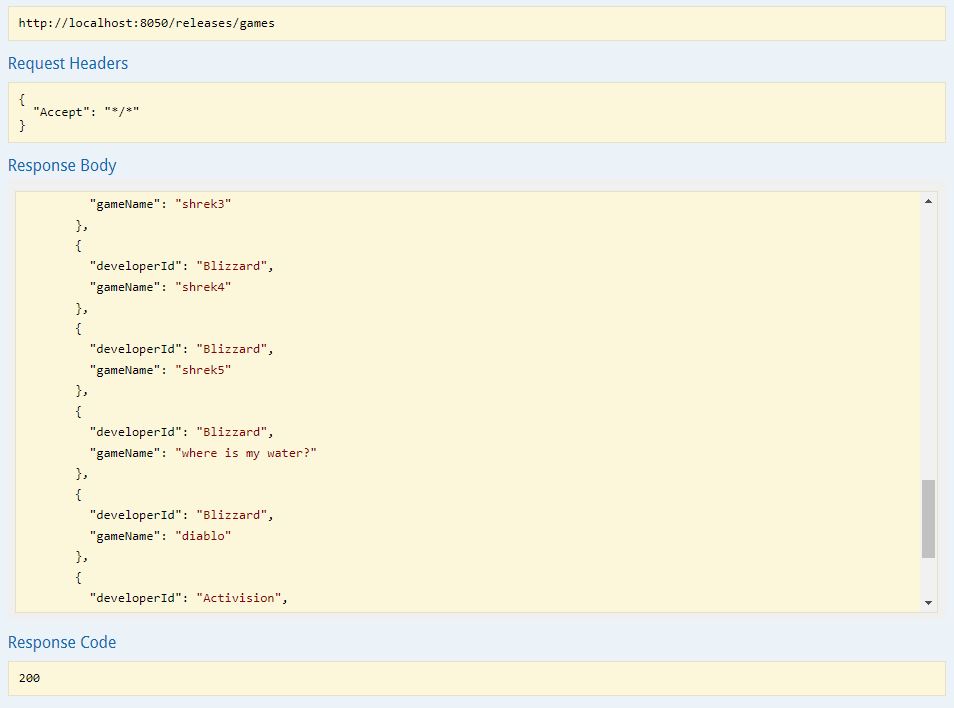 http://localhost:8050/releases/games
Request Headers
{
"Accept": "*/*"
}
Response Body
"gameName": "shrek3"
},
{
"developerId": "Blizzard",
"gameName": "shrek4"
},
{
"developerId": "Blizzard",
"gameName": "shrek5"
},
{
"developerId": "Blizzard",
"gameName": "where is my water?"
},
{
"developerId": "Blizzard",
"gameName": "diablo"
},
{
"developerId": "Activision",
Response Code
200